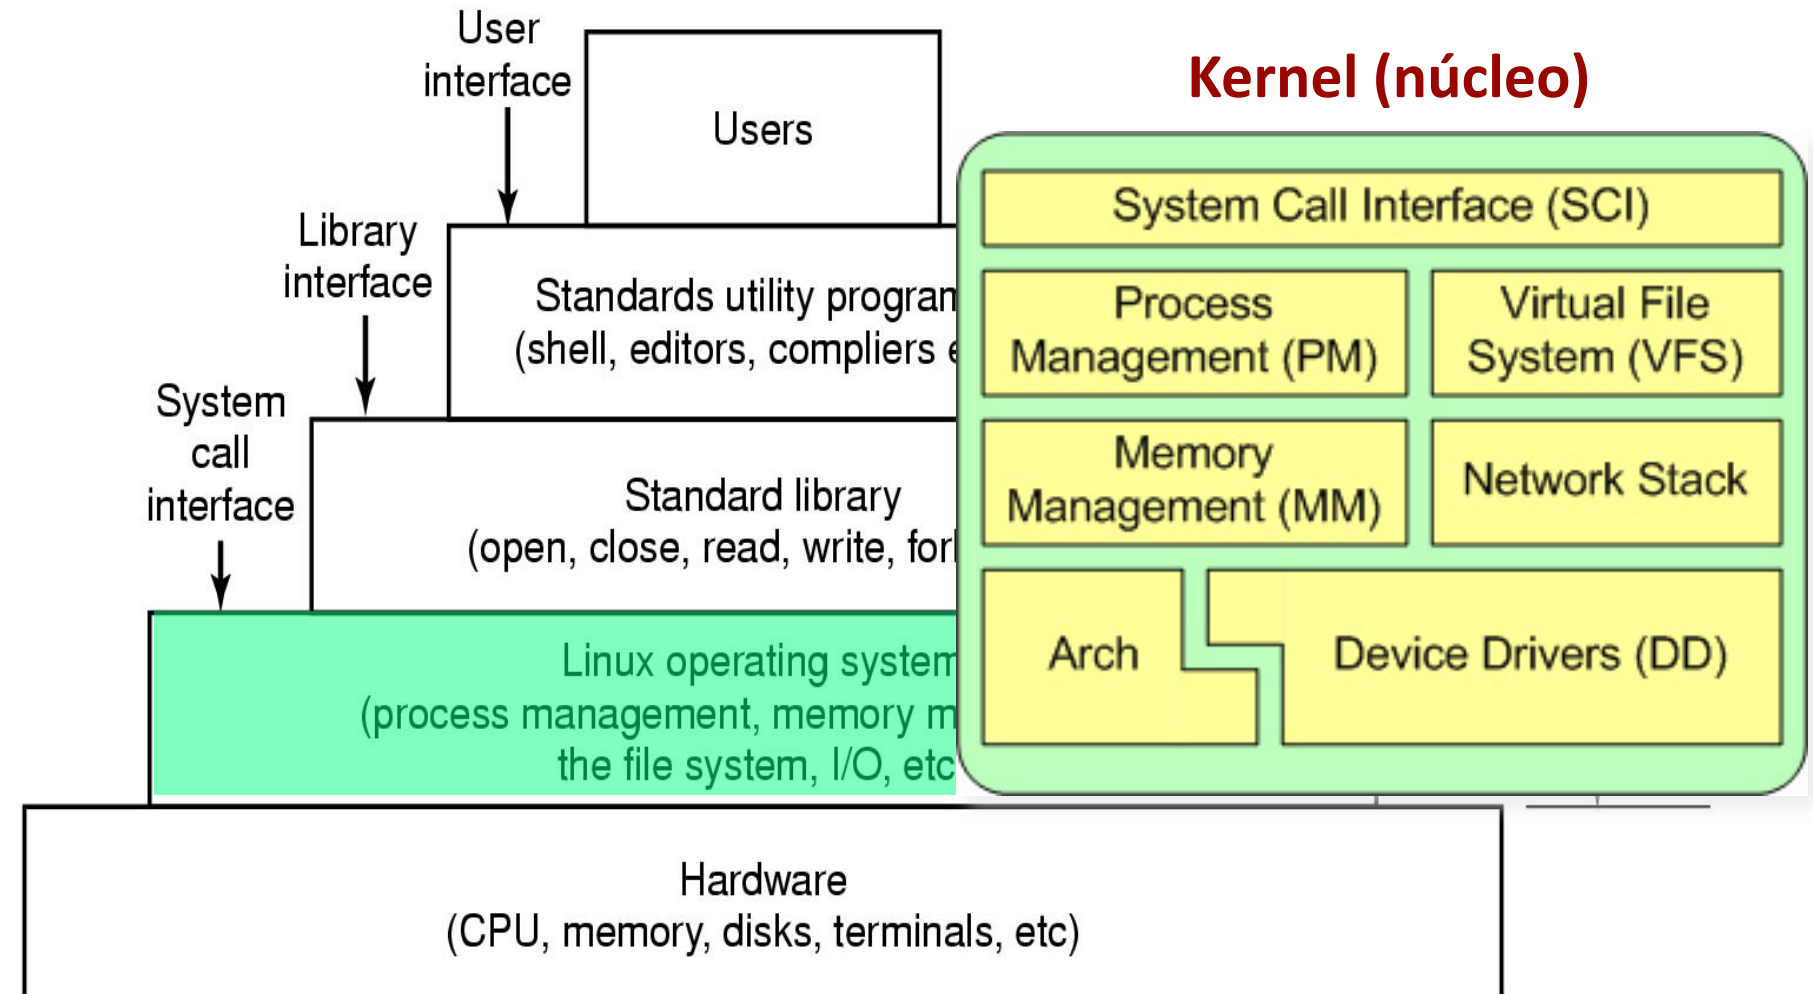 User
interface
Users
Kernel (núcleo)
Library
interface
Standards utility program
(shell, editors, compliers
System
call
interface
Standard library
(open, close, read, write,
Linux operating system
(process management, memory
the file system, I/O, etc
Hardware
(CPU, memory, disks, terminals, etc)
System Call Interface (SCI)
Process
Management (PM)
Virtual File
System (VFS)
Memory
Management (MM)
Network Stack
Arch
Device Drivers (DD)